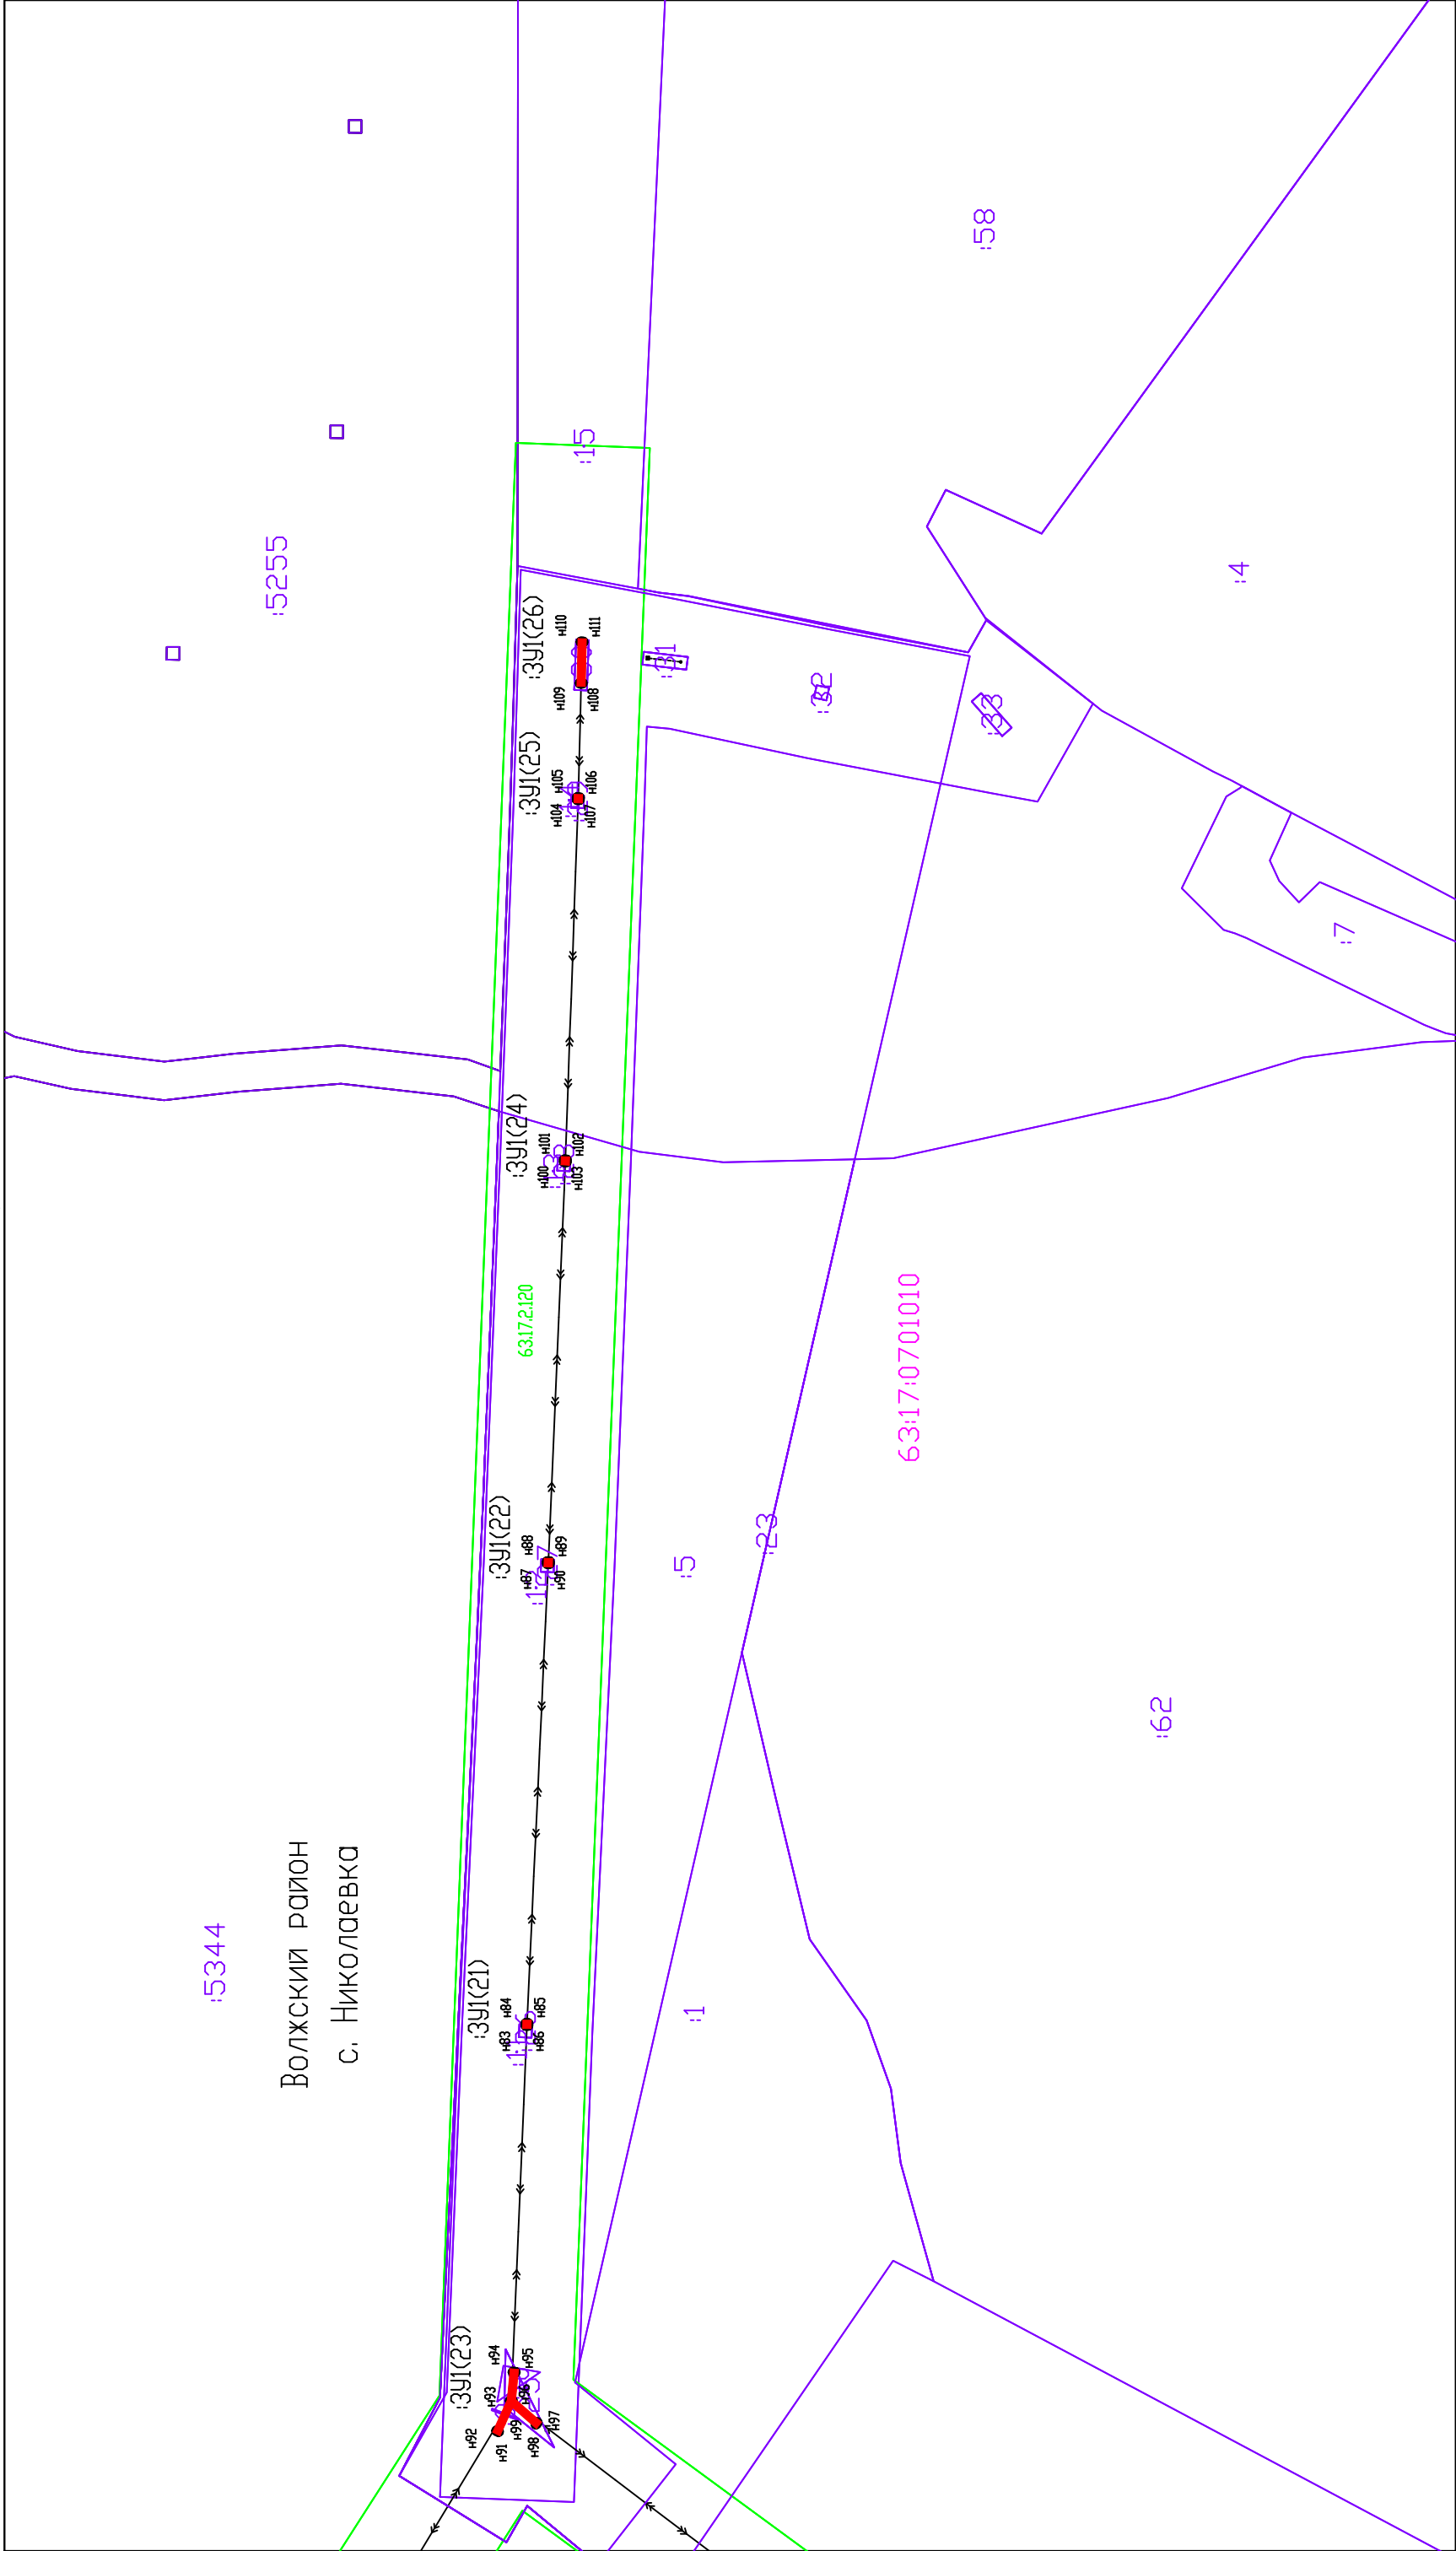 :58
:15
:5255
:4
:ЗУ1(26)
н110
н111
:31
:32
н109
н108
:33
:ЗУ1(25)
н105
н106
н104
н107
:7
:ЗУ1(24)
н101
н102
н100
н103
63.17.2.120
63:17:0701010
:ЗУ1(22)
н88
н89
н87
н90
:23
:5
:62
Волжский район
с. Николаевка
:5344
:ЗУ1(21)
н84
н85
н83
н86
:1
:ЗУ1(23)
н94
н95
н93
н96
н92
н99
н97
н91
н98